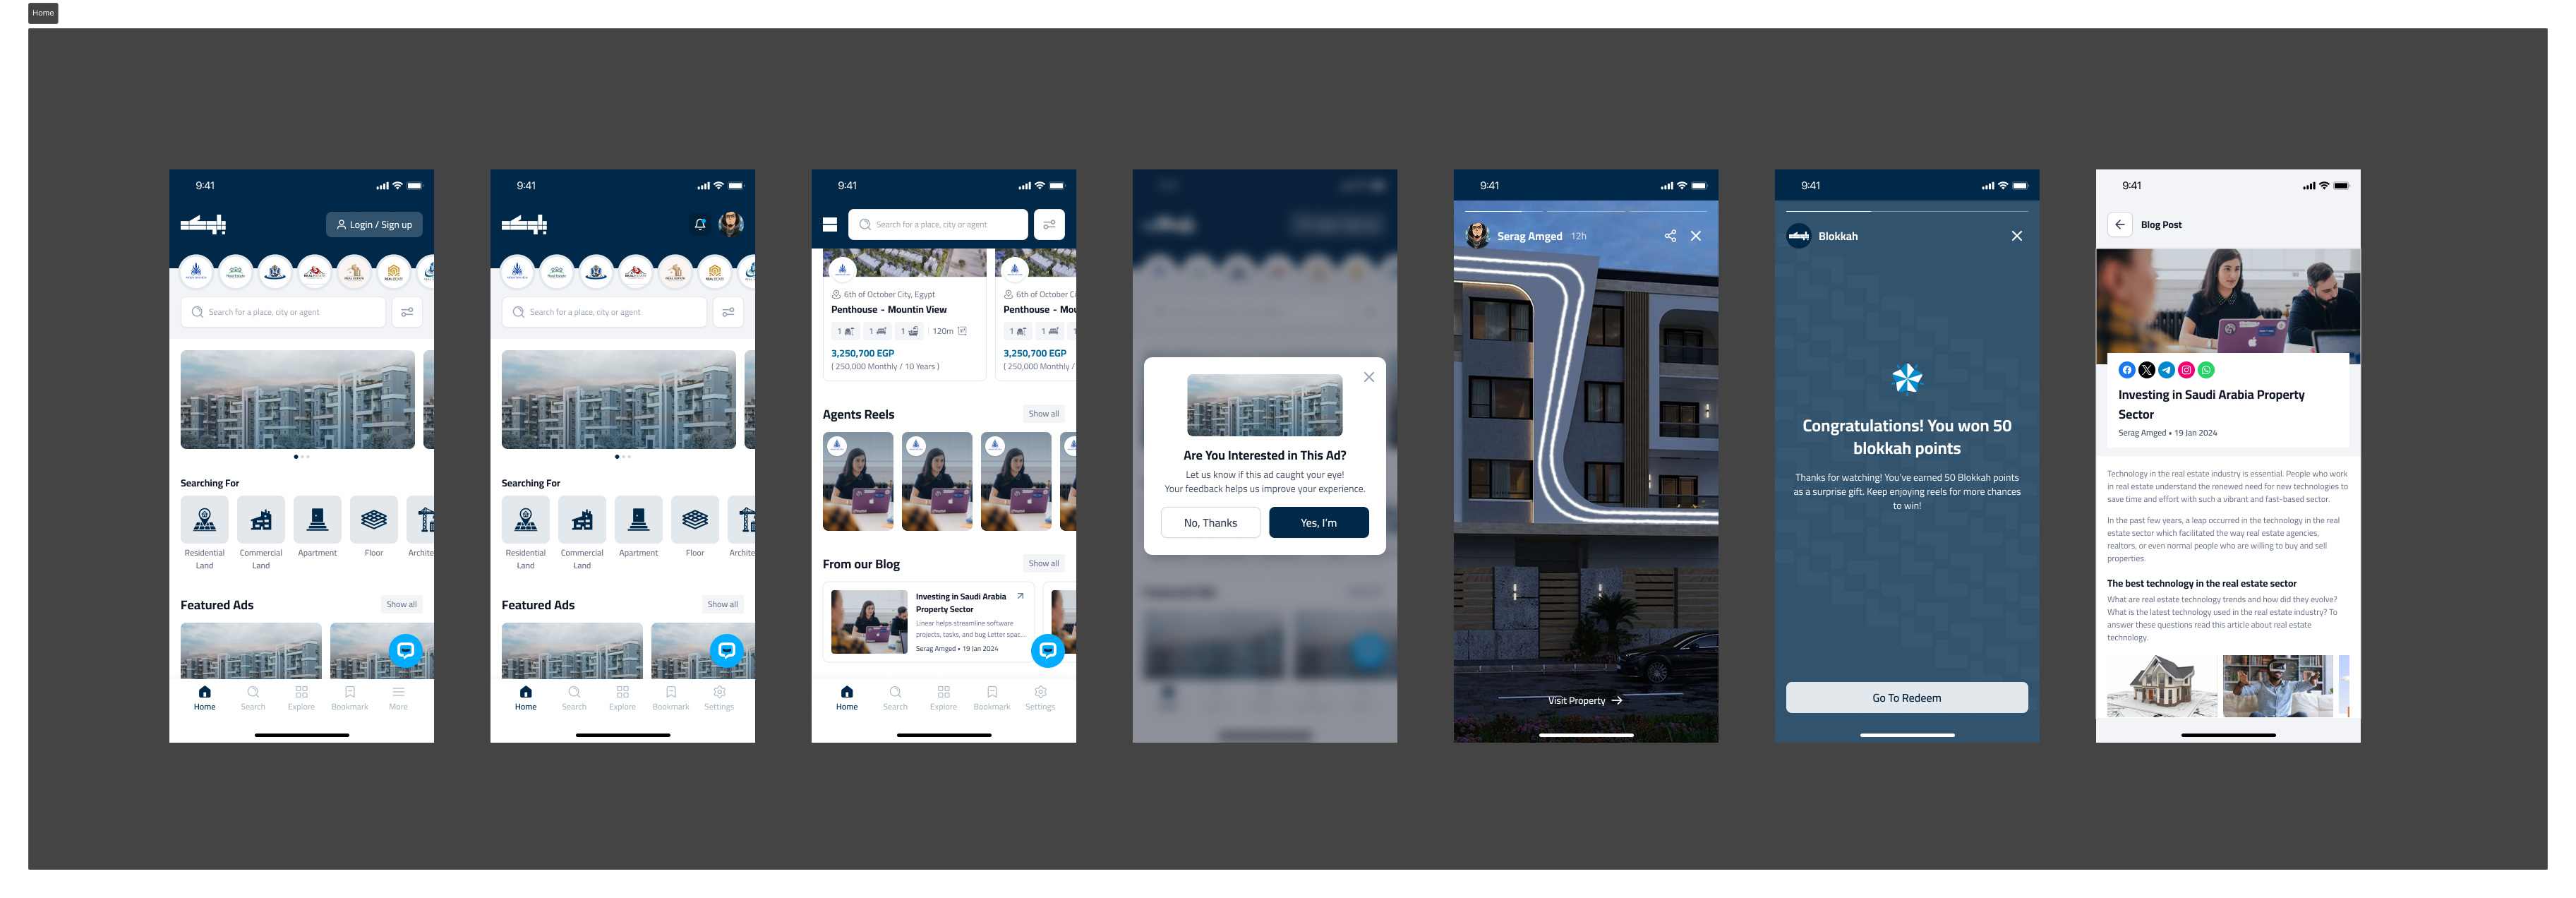 Home
9:41
Login / Sign up
Search for a place, city or agent
Searching For
Residential
Land
Commercial
Land
Apartment
Floor
Archite
Featured Ads
Show all
Home
Search
Explore
Bookmark
More
9:41
Search for a place, city or agent
Searching For
Residential
Land
Commercial
Land
Apartment
Floor
Archite
Featured Ads
Show all
Home
Search
Explore
Bookmark
Settings
9:41
Search for a place, city or agent
6th of October City, Egypt
Penthouse - Mountin View
1 1 1 120m
3,250,700 EGP
( 250,000 Monthly / 10 Years )
6th of October Ci
Penthouse - Mou
1 1 1
3,250,700 EGP
( 250,000 Monthly /
Agents Reels
Show all
From our Blog
Show all
Investing in Saudi Arabia
Property Sector
Linear helps streamline software
projects, tasks, and bug Letter spac...
Serag Amged • 19 Jan 2024
Home
Search
Explore
Bookmark
Settings
Are You Interested in This Ad?
Let us know if this ad caught your eye!
Your feedback helps us improve your experience.
No, Thanks
Yes, I'm
9:41
Serag Amged 12h
Visit Property
9:41
Blokkah
Congratulations! You won 50
blokkah points
Thanks for watching! You've earned 50 Blokkah points
as a surprise gift. Keep enjoying reels for more chances
to win!
Go To Redeem
9:41
Blog Post
Investing in Saudi Arabia Property
Sector
Serag Amged • 19 Jan 2024
Technology in the real estate industry is essential. People who work
in real estate understand the renewed need for new technologies to
save time and effort with such a vibrant and fast-based sector.
In the past few years, a leap occurred in the technology in the real
estate sector which facilitated the way real estate agencies,
realtors, or even normal people who are willing to buy and sell
properties.
The best technology in the real estate sector
What are real estate technology trends and how did they evolve?
What is the latest technology used in the real estate industry? To
answer these questions read this article about real estate
technology.